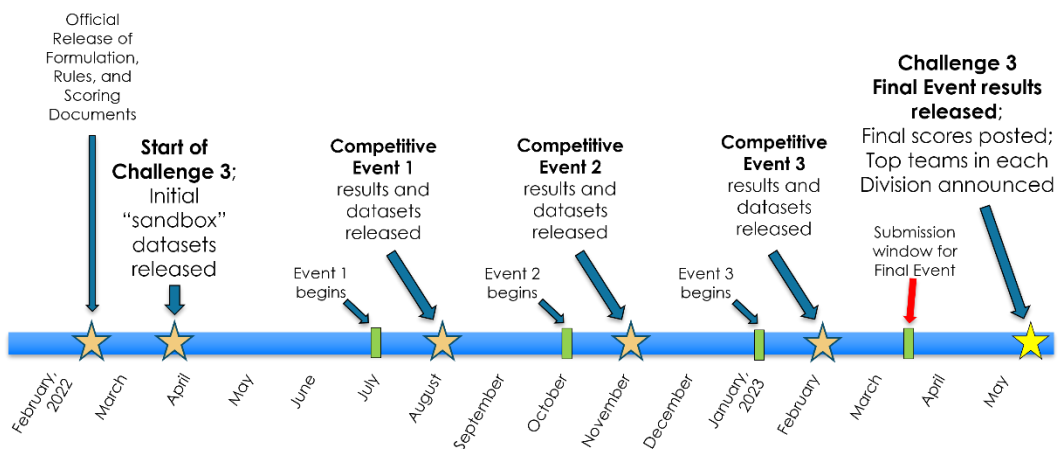 Official
Release of
Formulation,
Rules, and
Scoring
Documents
Start of
Challenge 3;
Initial
“sandbox”
datasets
released
Event 1
begins
Competitive
Event 1
results and
datasets
released
Event 2
begins
Competitive
Event 2
results and
datasets
released
Event 3
begins
Competitive
Event 3
results and
datasets
released
Submission
window for
Final Event
Challenge 3
Final Event results
released;
Final scores posted;
Top teams in each
Division announced
February,
2022
March
April
May
June
July
August
September
October
November
December
January,
2023
February
March
April
May